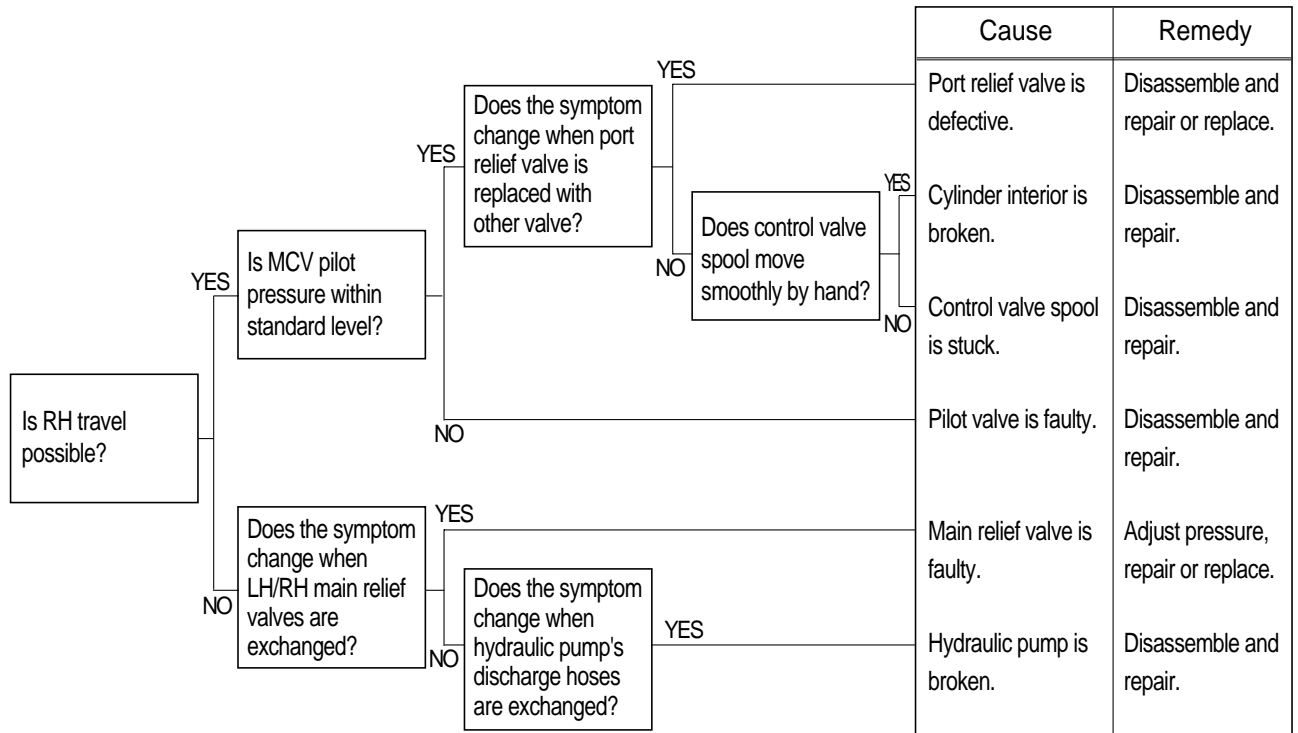 Cause
Remedy
YES
Does the symptom
change when port
relief valve is
replaced with
other valve?
YES
Port relief valve is
defective.
Disassemble and
repair or replace.
YES
Cylinder interior is
broken.
Disassemble and
repair.
Does control valve
spool move
smoothly by hand?
NO
NO
Control valve spool
is stuck.
Disassemble and
repair.
YES
Is MCV pilot
pressure within
standard level?
Is RH travel
possible?
NO
Pilot valve is faulty.
Disassemble and
repair.
Does the symptom
change when
LH/RH main relief
valves are
exchanged?
NO
YES
Main relief valve is
faulty.
Adjust pressure,
repair or replace.
Does the symptom
change when
hydraulic pump's
discharge hoses
are exchanged?
NO
YES
Hydraulic pump is
broken.
Disassemble and
repair.